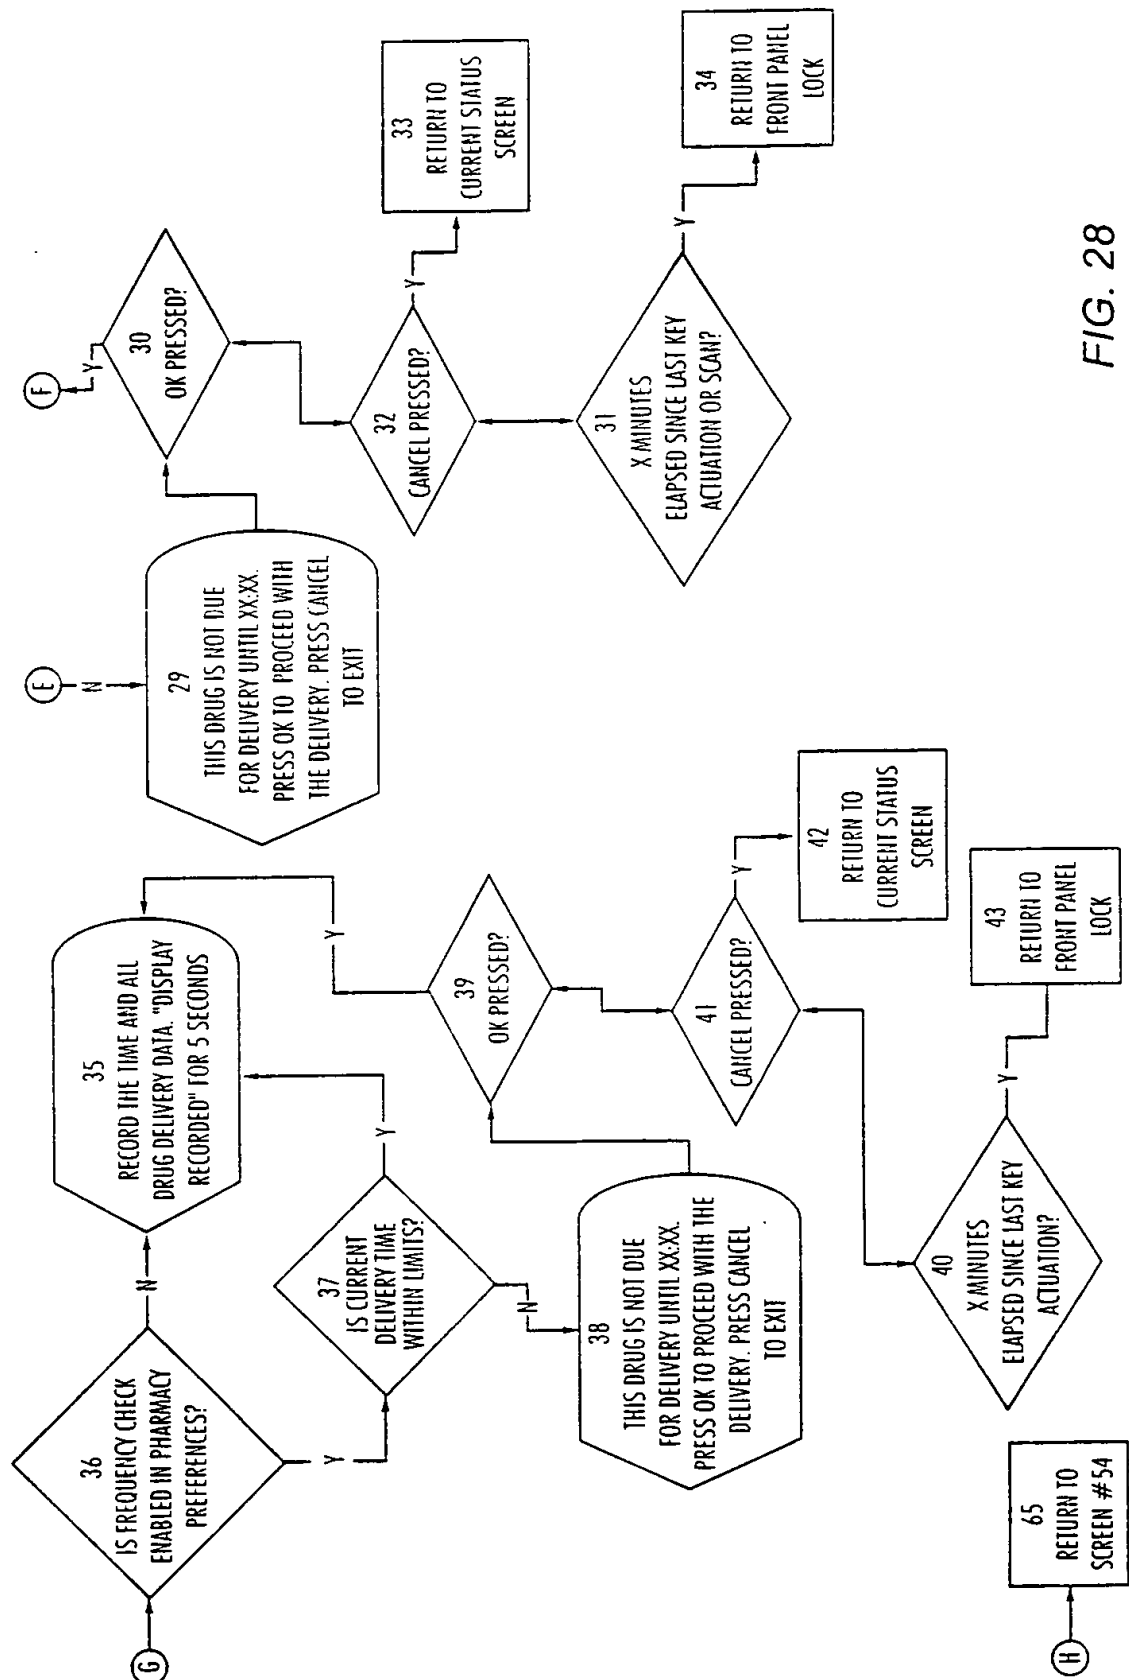 G
36
IS FREQUENCY CHECK
ENABLED IN PHARMACY
PREFERENCES?
N
Y
35
RECORD THE TIME AND ALL
DRUG DELIVERY DATA. "DISPLAY
RECORDED" FOR 5 SECONDS
37
IS CURRENT
DELIVERY TIME
WITHIN LIMITS?
Y
N
38
THIS DRUG IS NOT DUE
FOR DELIVERY UNTIL XX:XX.
PRESS OK TO PROCEED WITH THE
DELIVERY. PRESS CANCEL
TO EXIT
39
OK PRESSED?
Y
41
CANCEL PRESSED?
Y
42
RETURN TO
CURRENT STATUS
SCREEN
40
X MINUTES
ELAPSED SINCE LAST KEY
ACTUATION?
Y
43
RETURN TO
FRONT PANEL
LOCK
H
65
RETURN TO
SCREEN #54
E
N
29
THIS DRUG IS NOT DUE
FOR DELIVERY UNTIL XX:XX.
PRESS OK TO PROCEED WITH
THE DELIVERY. PRESS CANCEL
TO EXIT
30
OK PRESSED?
Y
F
32
CANCEL PRESSED?
Y
33
RETURN TO
CURRENT STATUS
SCREEN
31
X MINUTES
ELAPSED SINCE LAST KEY
ACTUATION OR SCAN?
Y
34
RETURN TO
FRONT PANEL
LOCK
FIG. 28